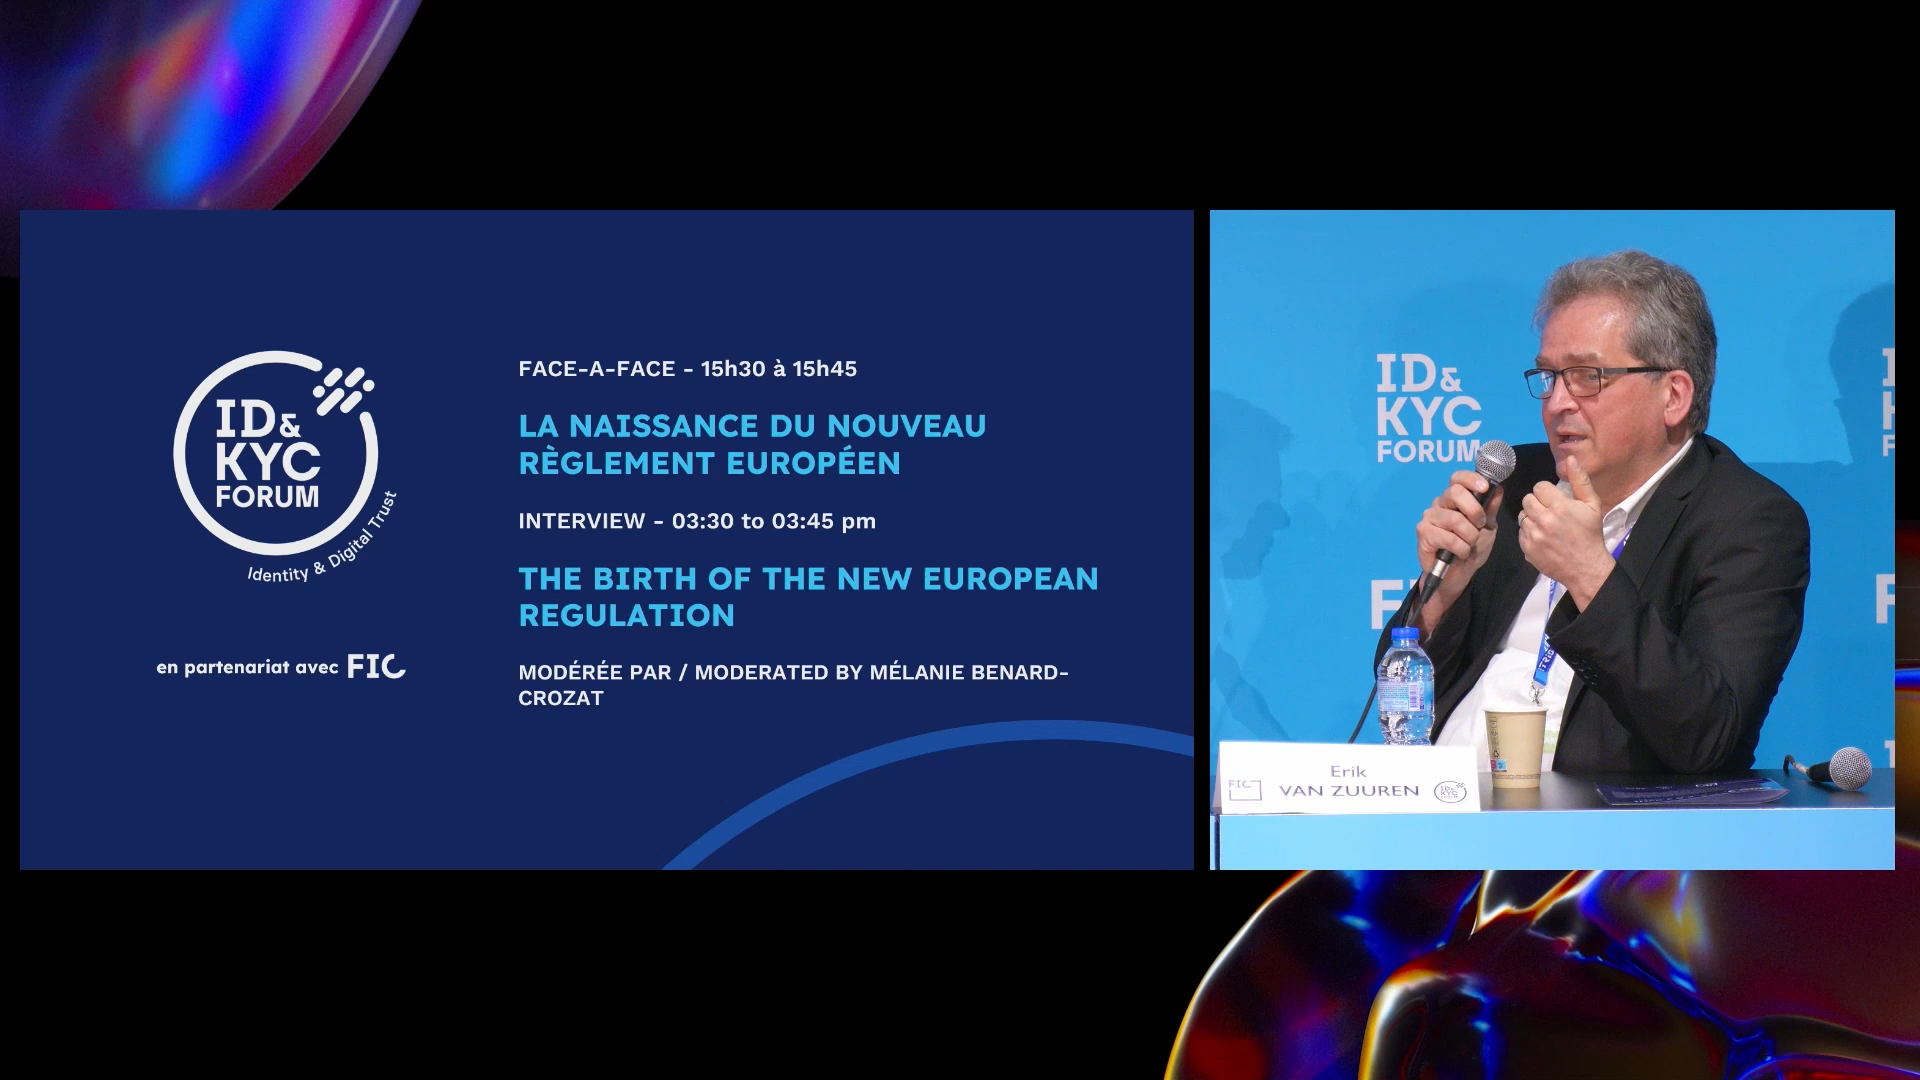 ID&
KYC
FORUM
Identity & Digital Trust
en partenariat avec FIC
FACE-A-FACE - 15h30 à 15h45
LA NAISSANCE DU NOUVEAU
RÈGLEMENT EUROPÉEN
INTERVIEW - 03:30 to 03:45 pm
THE BIRTH OF THE NEW EUROPEAN
REGULATION
MODÉRÉE PAR / MODERATED BY MÉLANIE BENARD-
CROZAT
ID&
KYC
FORUM
FIC
Erik
VAN ZUUREN
ID&
KYC